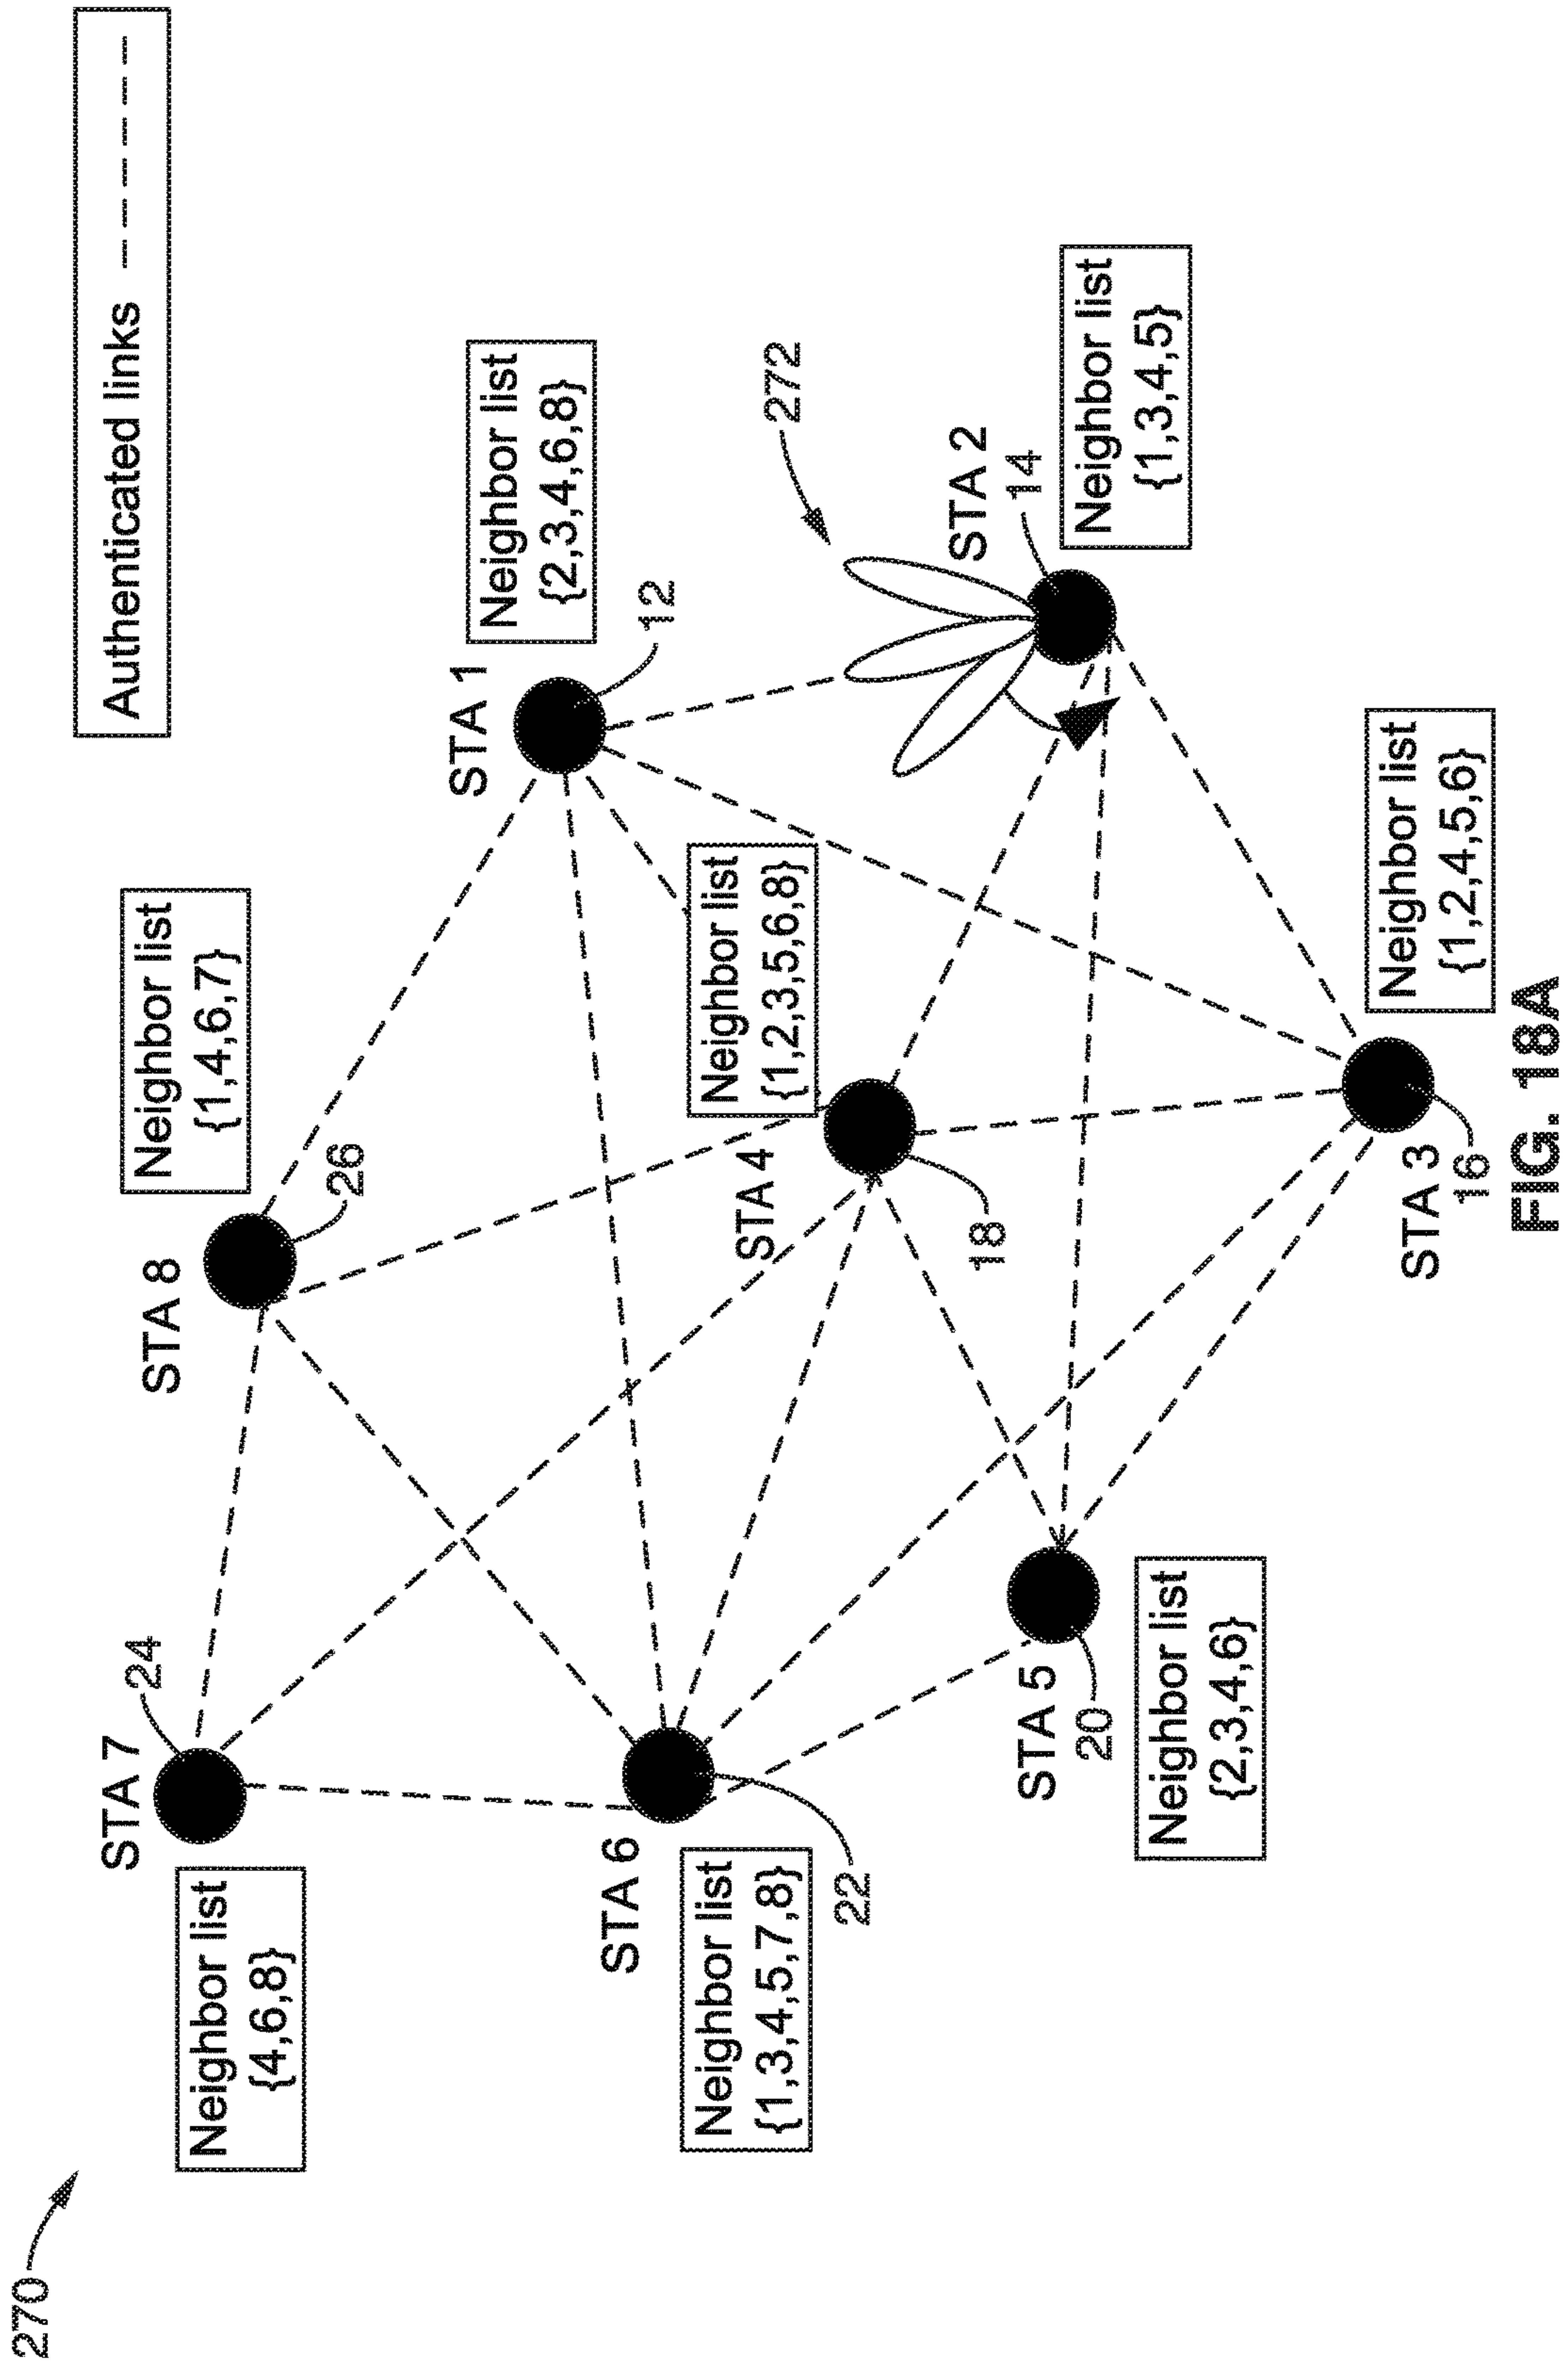 270
Authenticated links
STA 7
24
STA 8
Neighbor list
{1,4,6,7}
Neighbor list
{4,6,8}
26
STA 1
Neighbor list
{2,3,4,6,8}
12
STA 6
Neighbor list
{1,3,4,5,7,8}
22
STA 4
Neighbor list
{1,2,3,5,6,8}
18
272
STA 2
14
Neighbor list
{1,3,4,5}
STA 5
20
Neighbor list
{2,3,4,6}
STA 3
16
Neighbor list
{1,2,4,5,6}
FIG. 18A